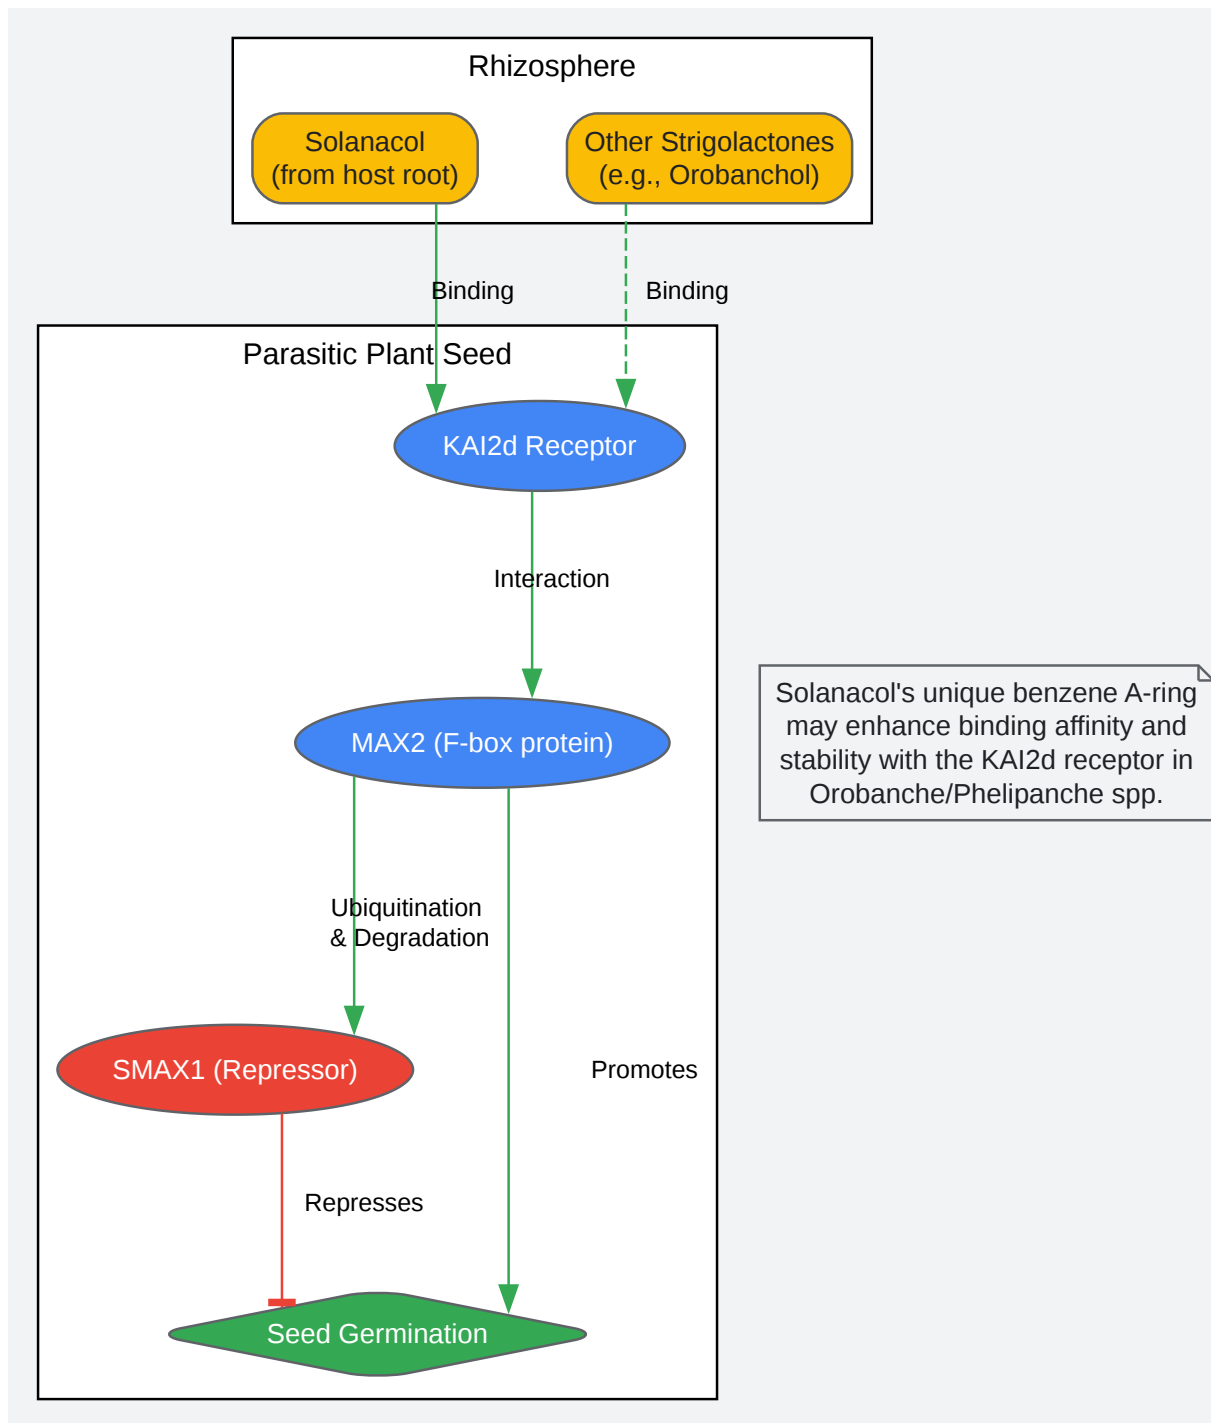 Rhizosphere
Solanacol
(from host root)
Other Strigolactones
(e.g., Orobanchol)
Binding
Binding
Parasitic Plant Seed
KAI2d Receptor
Interaction
MAX2 (F-box protein)
Solanacol's unique benzene A-ring
may enhance binding affinity and
stability with the KAI2d receptor in
Orobanche/Phelipanche spp.
Ubiquitination
& Degradation
SMAX1 (Repressor)
Promotes
Represses
Seed Germination